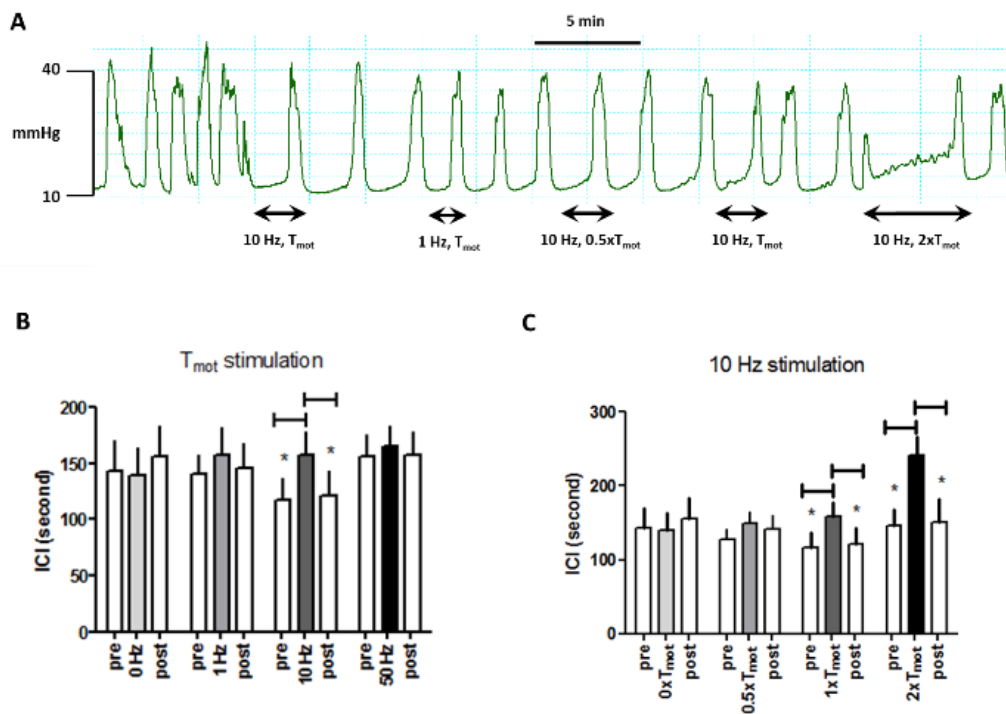 A
5 min
40
mmHg
10
10 Hz, Tmot
1 Hz, Tmot
10 Hz, 0.5xTmot
10 Hz, Tmot
10 Hz, 2xTmot
B
Tmot stimulation
ICI (second)
200
150
100
50
0
* *
pre
0 Hz
post
pre
1 Hz
post
pre
10 Hz
post
pre
50 Hz
post
C
10 Hz stimulation
ICI (second)
300
200
100
0
* * * *
pre
0xTmot
post
pre
0.5xTmot
post
pre
1xTmot
post
pre
2xTmot
post